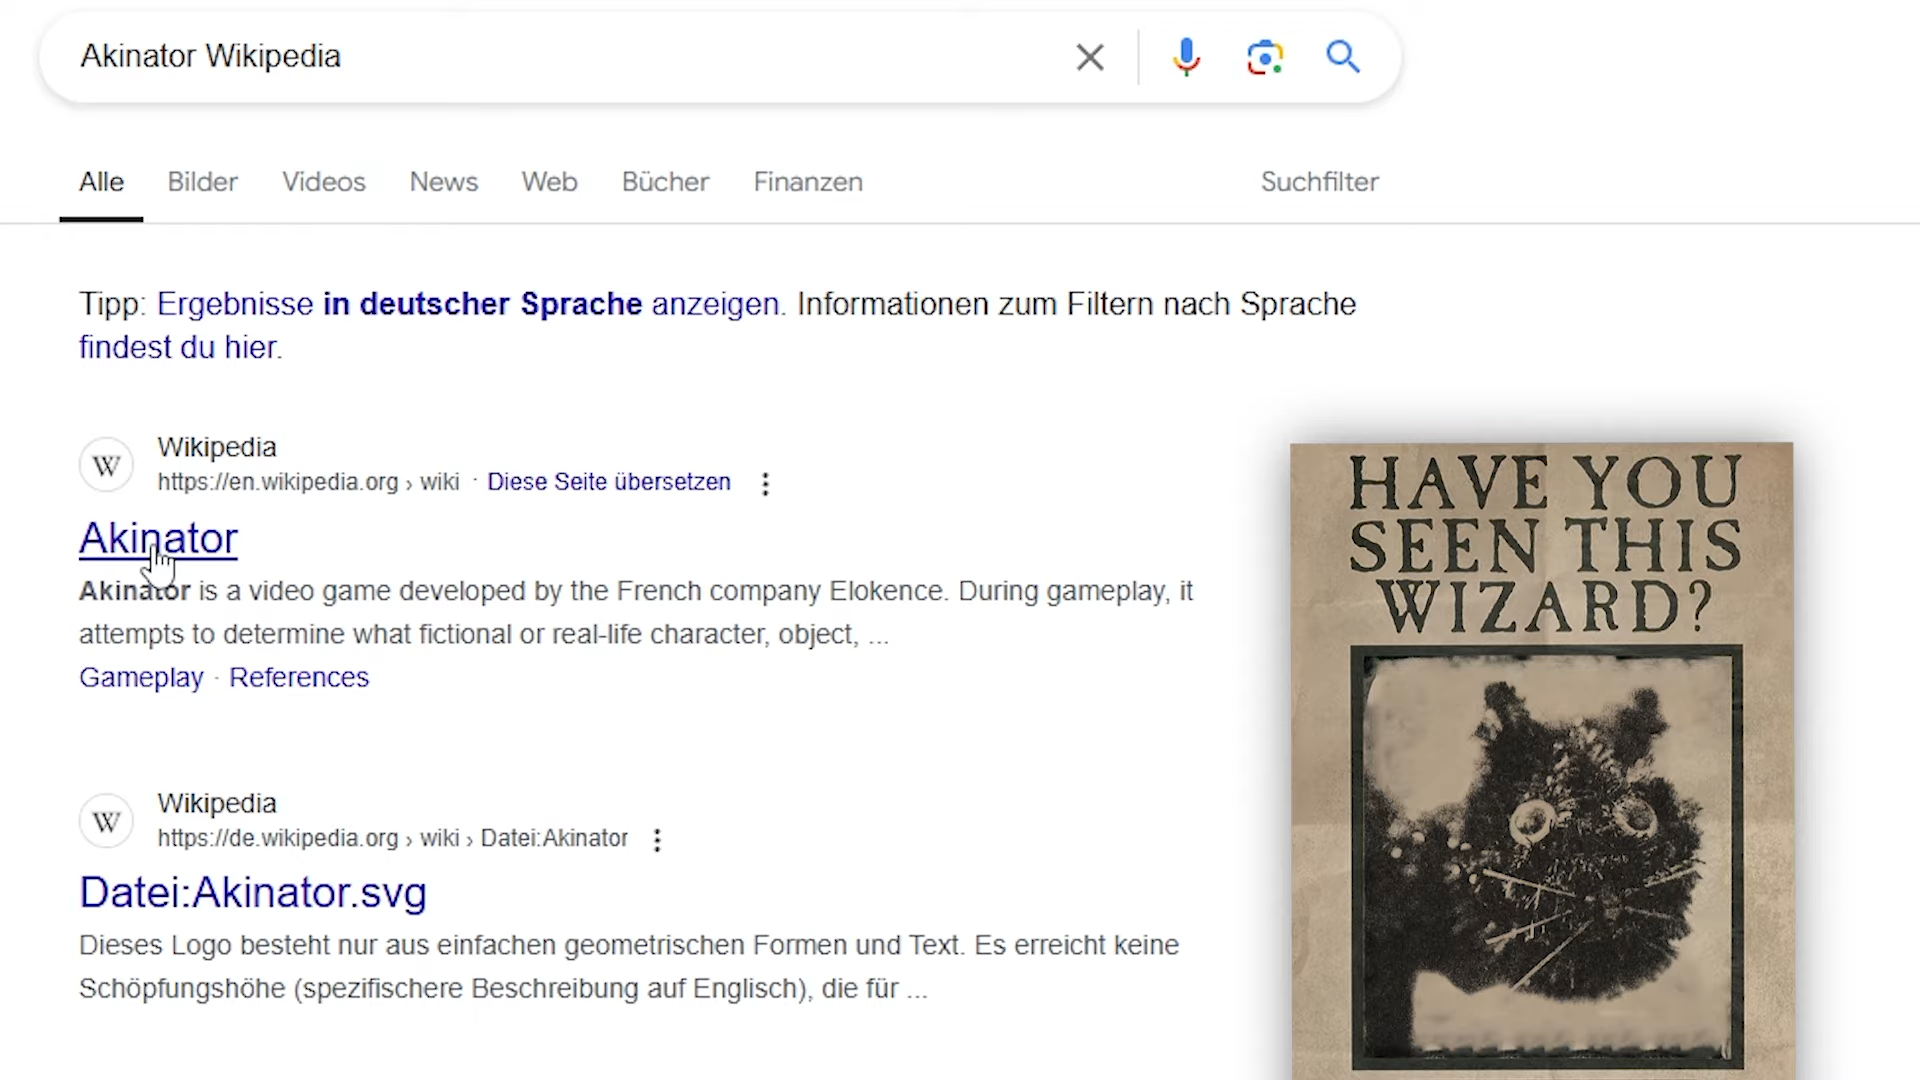 Akinator Wikipedia
Alle Bilder Videos News Web Bücher Finanzen Suchfilter
Tipp: Ergebnisse in deutscher Sprache anzeigen. Informationen zum Filtern nach Sprache
findest du hier.
W
Wikipedia
https://en.wikipedia.org › wiki · Diese Seite übersetzen
Akinator
Akinator is a video game developed by the French company Elokence. During gameplay, it
attempts to determine what fictional or real-life character, object, ...
Gameplay · References
W
Wikipedia
https://de.wikipedia.org › wiki › Datei:Akinator
Datei:Akinator.svg
Dieses Logo besteht nur aus einfachen geometrischen Formen und Text. Es erreicht keine
Schöpfungshöhe (spezifischere Beschreibung auf Englisch), die für ...
HAVE YOU
SEEN THIS
WIZARD?